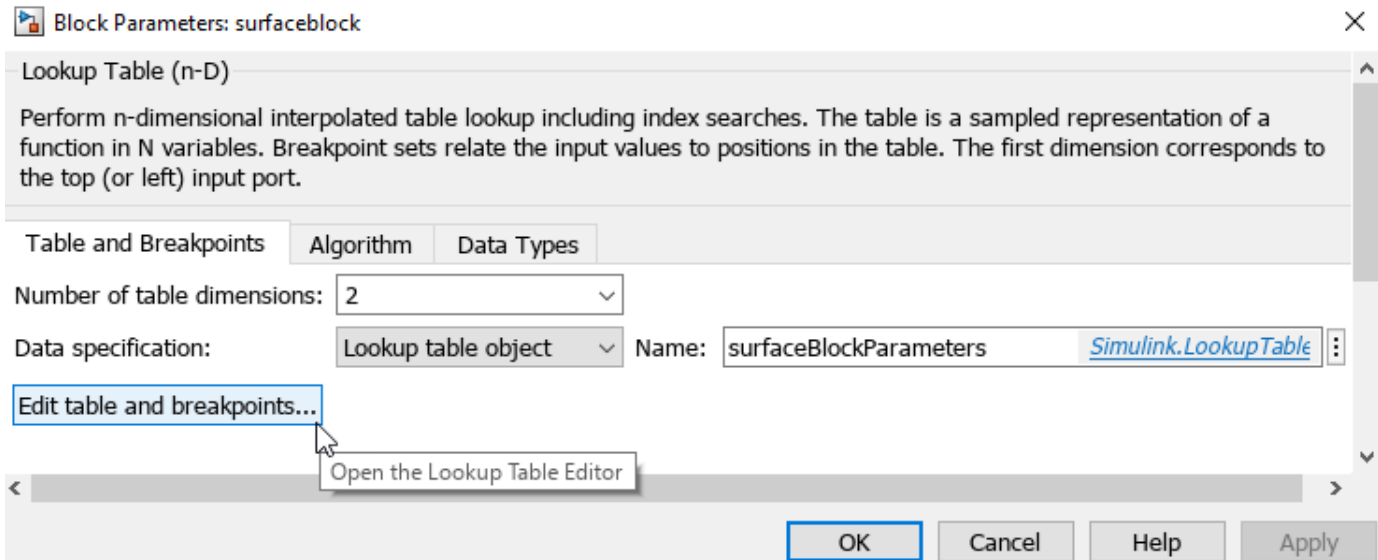 Block Parameters: surfaceblock
Lookup Table (n-D)
Perform n-dimensional interpolated table lookup including index searches. The table is a sampled representation of a
function in N variables. Breakpoint sets relate the input values to positions in the table. The first dimension corresponds to
the top (or left) input port.
Table and Breakpoints Algorithm Data Types
Number of table dimensions: 2
Data specification: Lookup table object Name: surfaceBlockParameters Simulink.LookupTable
Edit table and breakpoints...
Open the Lookup Table Editor
OK Cancel Help Apply